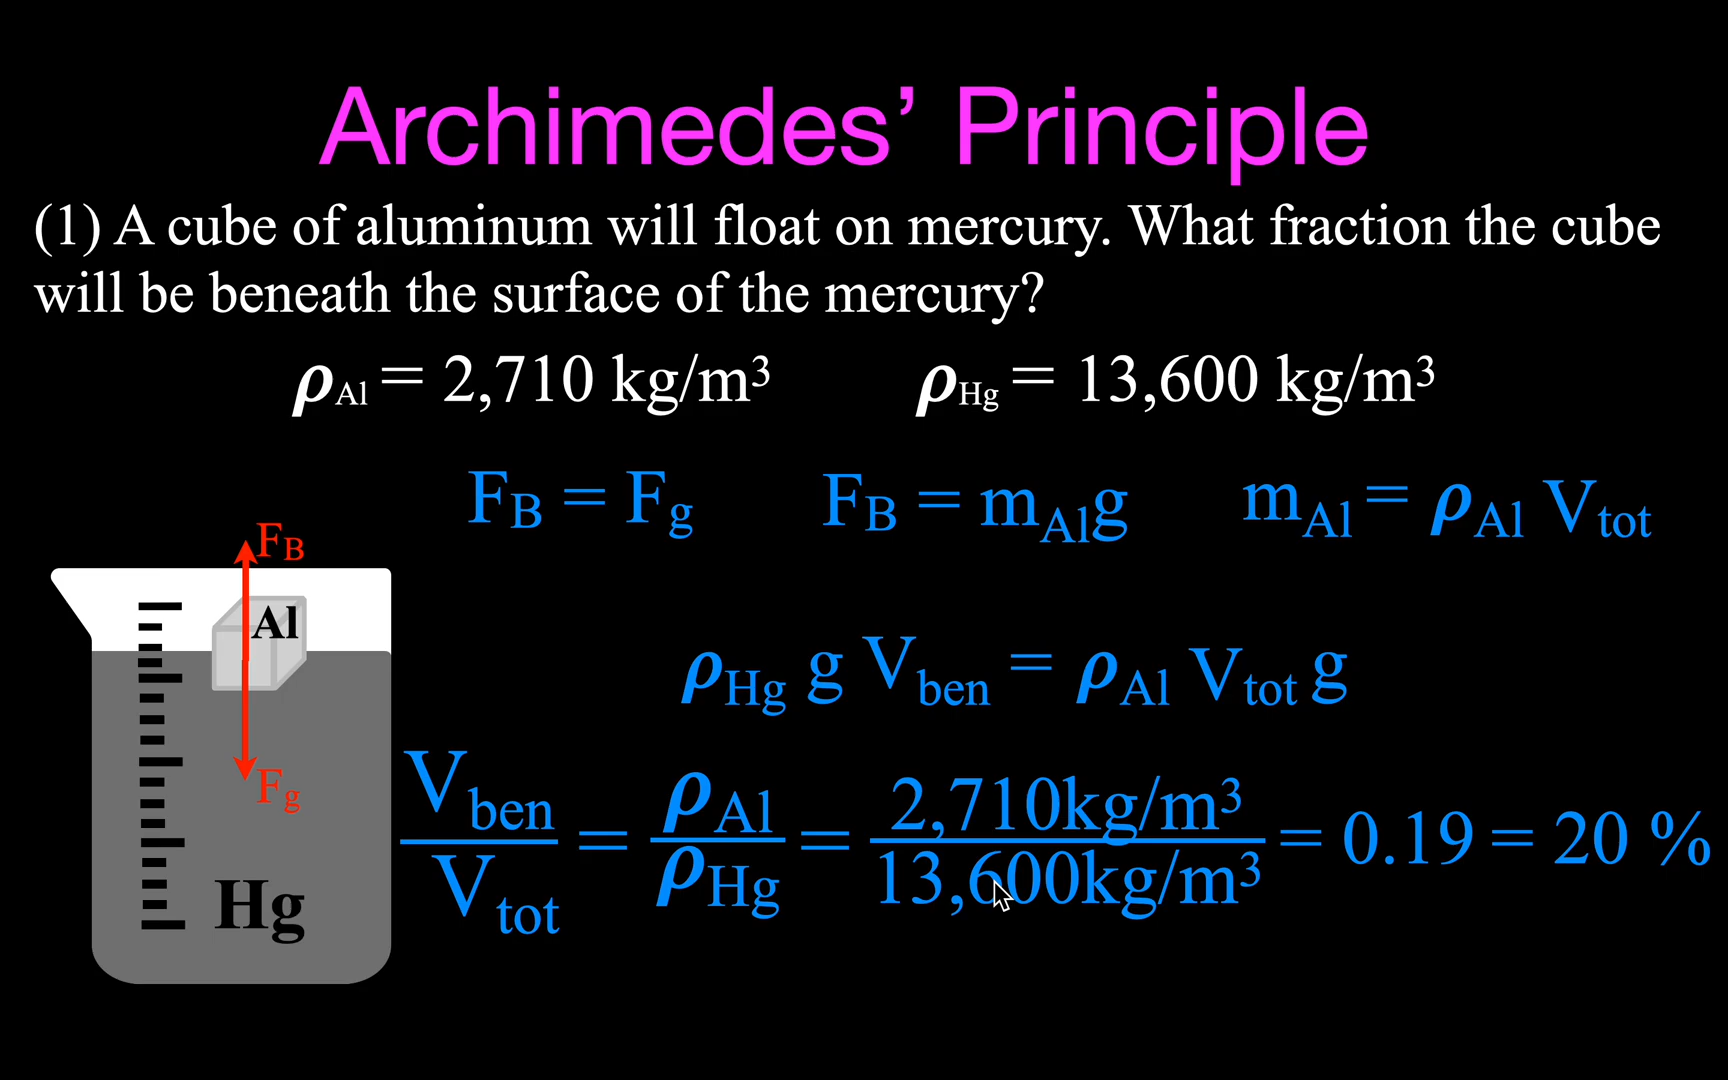 Archimedes’ Principle
(1) A cube of aluminum will float on mercury. What fraction the cube
will be beneath the surface of the mercury?
ρAl = 2,710 kg/m³ ρHg = 13,600 kg/m³
FB = Fg FB = mAlg mAl = ρAl Vtot
FB
Al
ρHg g Vben = ρAl Vtot g
Fg
Vben/Vtot = ρAl/ρHg = 2,710kg/m³/13,600kg/m³ = 0.19 = 20 %
Hg